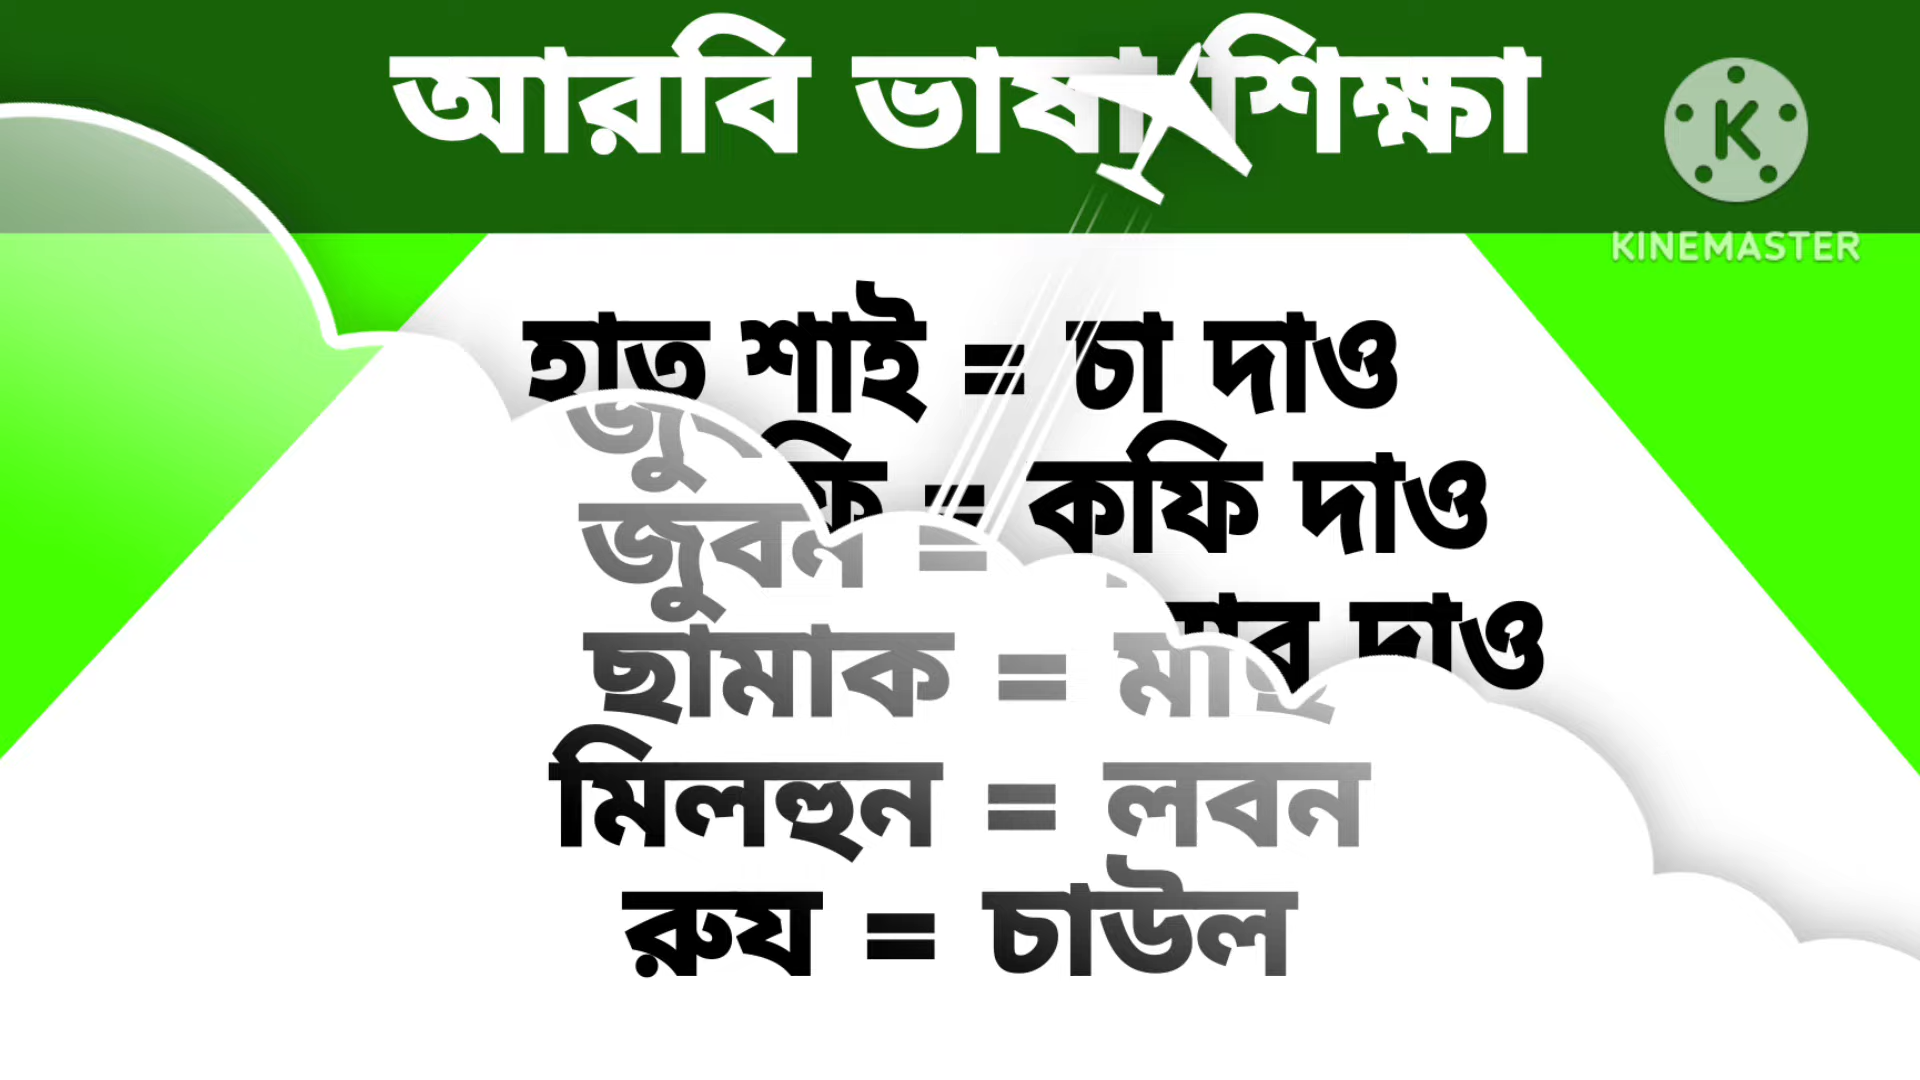 আরবি ভাষা শিক্ষা
KINEMASTER
হাত শাই = চা দাও
= কফি দাও
দাও
জুবন =
ছামাক = মাছ
মিলহুন = লবন
রুয = চাউল